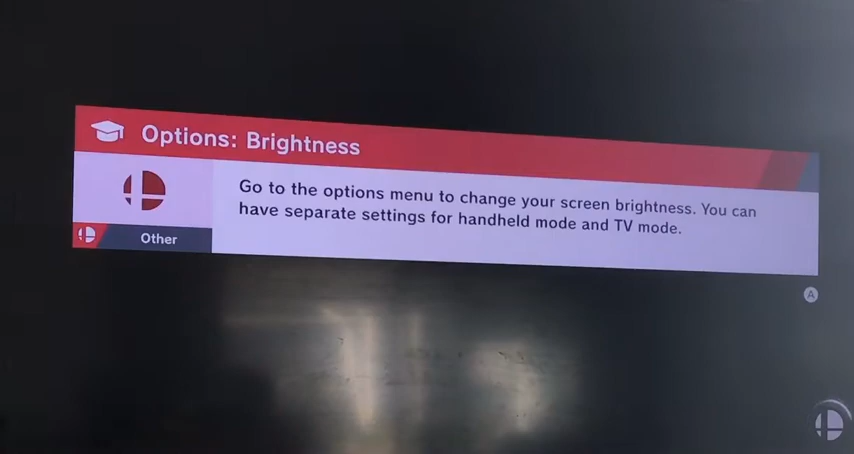 Options: Brightness
Go to the options menu to change your screen brightness. You can
have separate settings for handheld mode and TV mode.
Other
A